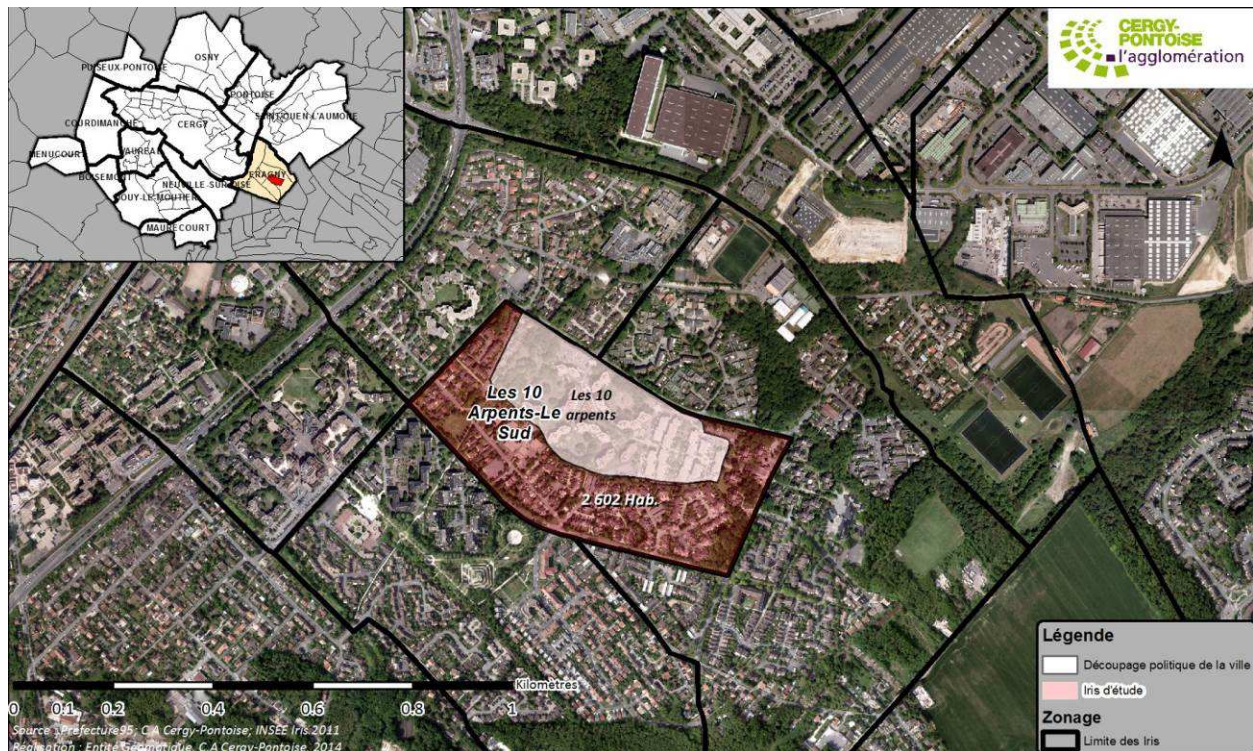 OSNY
PUISEUX-PONTOISE
PONTOISE
SAINT-OUEN-L'AUMONE
COURDIMANCHE
CERGY
VAUREAL
MENUCOURT
ERAGNY
BOISEMONT
NEUVILLE-SUR-OISE
JOUY-LE-MOUTIER
MAURECOURT
CERGY-
PONTOISE
l'agglomération
Les 10
Arpents-Le
Sud
Les 10
arpents
2 602 Hab.
Légende
Découpage politique de la ville
Iris d'étude
Zonage
Limite des Iris
Kilomètres
0 0.1 0.2 0.4 0.6 0.8 1
Source : Préfecture95; C.A Cergy-Pontoise; INSEE Iris 2011
Réalisation : Entité Géomatique, C.A Cergy-Pontoise, 2014